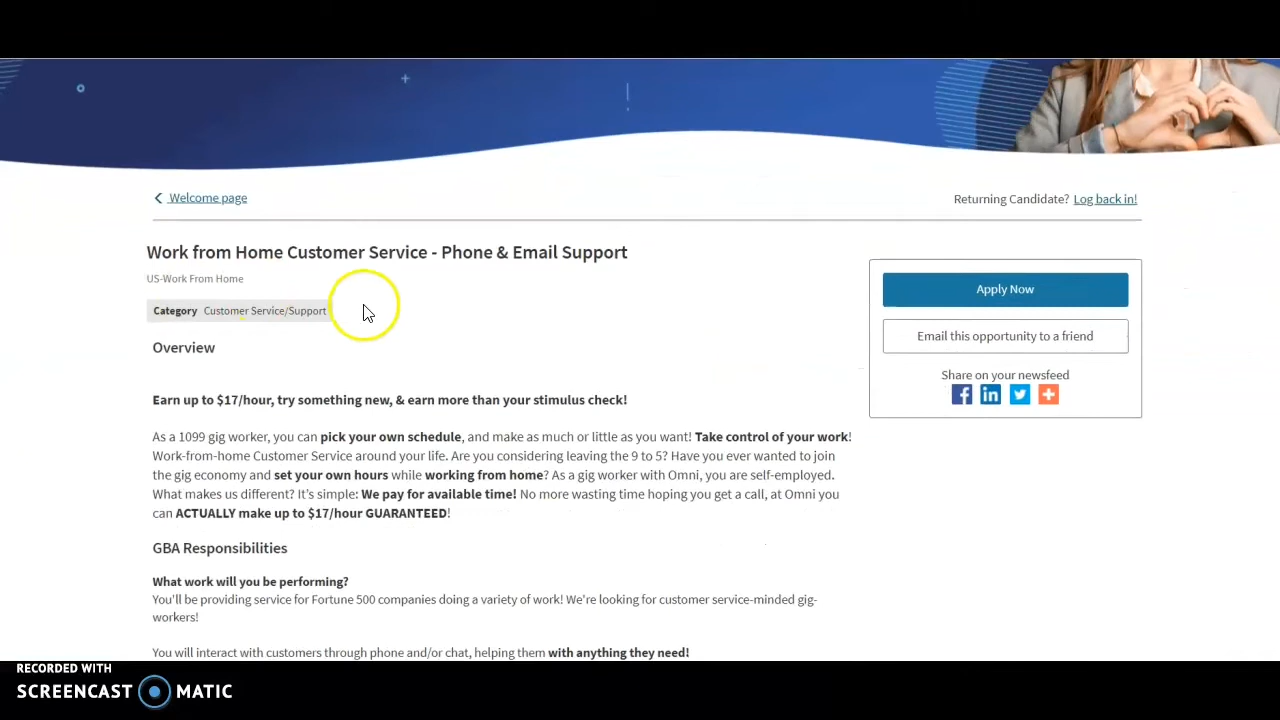 Welcome page
Returning Candidate? Log back in!
Work from Home Customer Service - Phone & Email Support
US-Work From Home
Category Customer Service/Support
Apply Now
Email this opportunity to a friend
Share on your newsfeed
Overview
Earn up to $17/hour, try something new, & earn more than your stimulus check!
As a 1099 gig worker, you can pick your own schedule, and make as much or little as you want! Take control of your work!
Work-from-home Customer Service around your life. Are you considering leaving the 9 to 5? Have you ever wanted to join
the gig economy and set your own hours while working from home? As a gig worker with Omni, you are self-employed.
What makes us different? It's simple: We pay for available time! No more wasting time hoping you get a call, at Omni you
can ACTUALLY make up to $17/hour GUARANTEED!
GBA Responsibilities
What work will you be performing?
You'll be providing service for Fortune 500 companies doing a variety of work! We're looking for customer service-minded gig-
workers!
You will interact with customers through phone and/or chat, helping them with anything they need!
RECORDED WITH
SCREENCAST MATIC